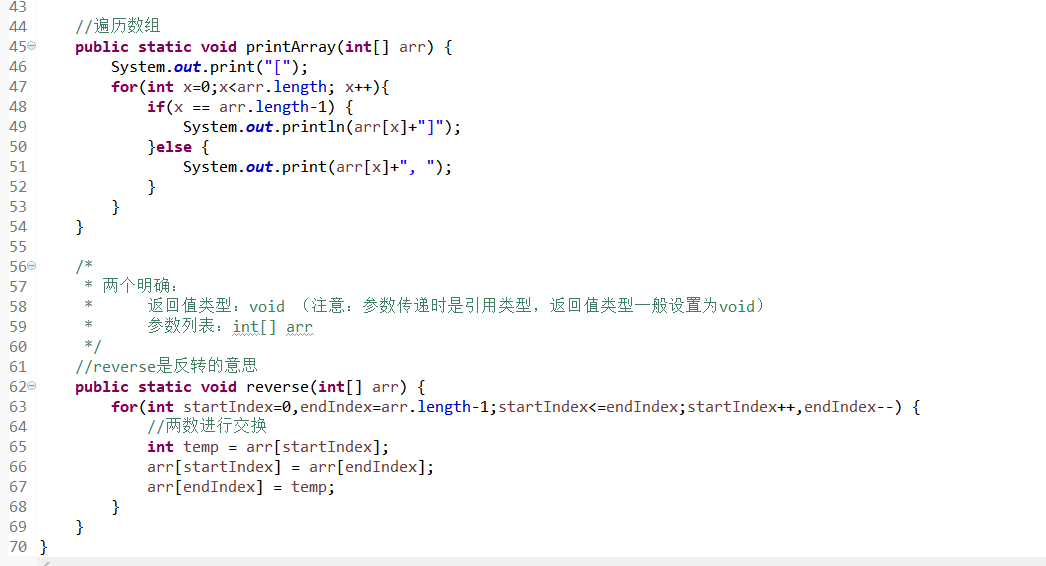 43
44     //遍历数组
45     public static void printArray(int[] arr) {
46         System.out.print("[");
47         for(int x=0;x<arr.length; x++){
48             if(x == arr.length-1) {
49                 System.out.println(arr[x]+"]");
50             }else {
51                 System.out.print(arr[x]+", ");
52             }
53         }
54     }
55
56     /*
57      * 两个明确：
58      *      返回值类型：void （注意：参数传递时是引用类型，返回值类型一般设置为void）
59      *      参数列表：int[] arr
60      */
61     //reverse是反转的意思
62     public static void reverse(int[] arr) {
63         for(int startIndex=0,endIndex=arr.length-1;startIndex<=endIndex;startIndex++,endIndex--) {
64             //两数进行交换
65             int temp = arr[startIndex];
66             arr[startIndex] = arr[endIndex];
67             arr[endIndex] = temp;
68         }
69     }
70 }